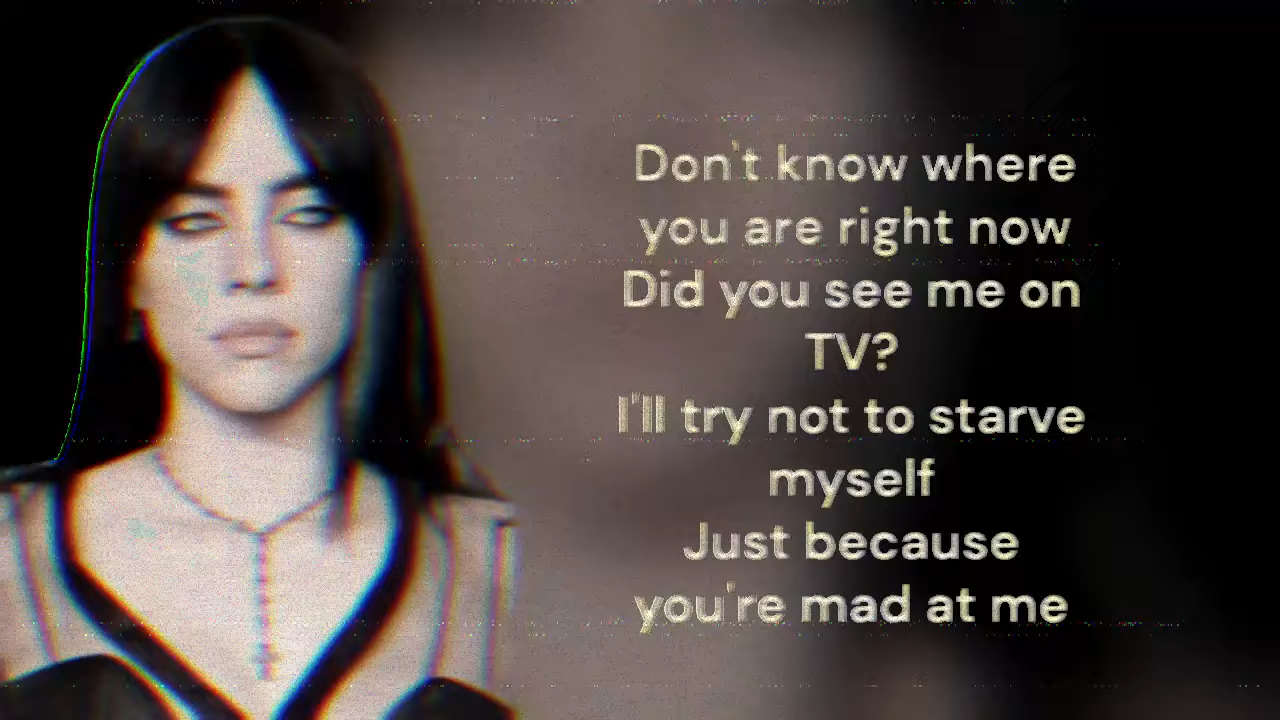 Don't know where
you are right now
Did you see me on
TV?
I'll try not to starve
myself
Just because
you're mad at me